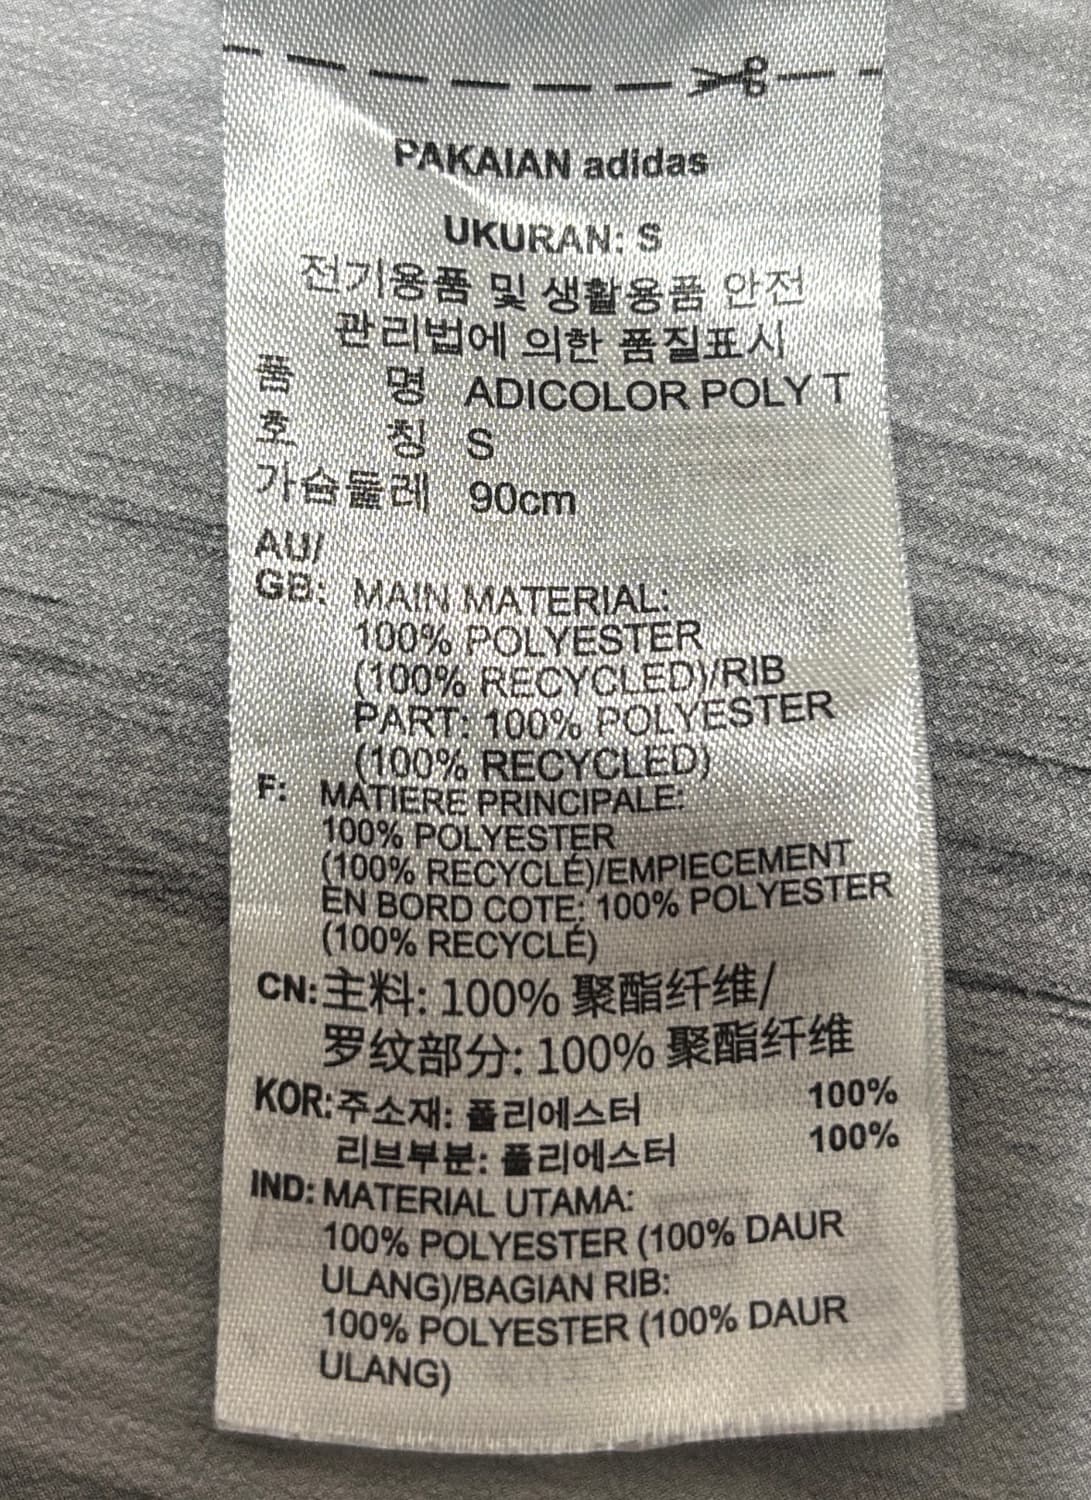 PAKAIAN adidas
UKURAN: S
전기용품 및 생활용품 안전
관리법에 의한 품질표시
품 명 ADICOLOR POLY T
호 칭 S
가슴둘레 90cm
AU/
GB: MAIN MATERIAL:
100% POLYESTER
(100% RECYCLED)/RIB
PART: 100% POLYESTER
(100% RECYCLED)
F: MATIERE PRINCIPALE:
100% POLYESTER
(100% RECYCLÉ)/EMPIECEMENT
EN BORD COTE: 100% POLYESTER
(100% RECYCLÉ)
CN:主料: 100% 聚酯纤维/
罗纹部分: 100% 聚酯纤维
KOR:주소재: 폴리에스터 100%
리브부분: 폴리에스터 100%
IND: MATERIAL UTAMA:
100% POLYESTER (100% DAUR
ULANG)/BAGIAN RIB:
100% POLYESTER (100% DAUR
ULANG)